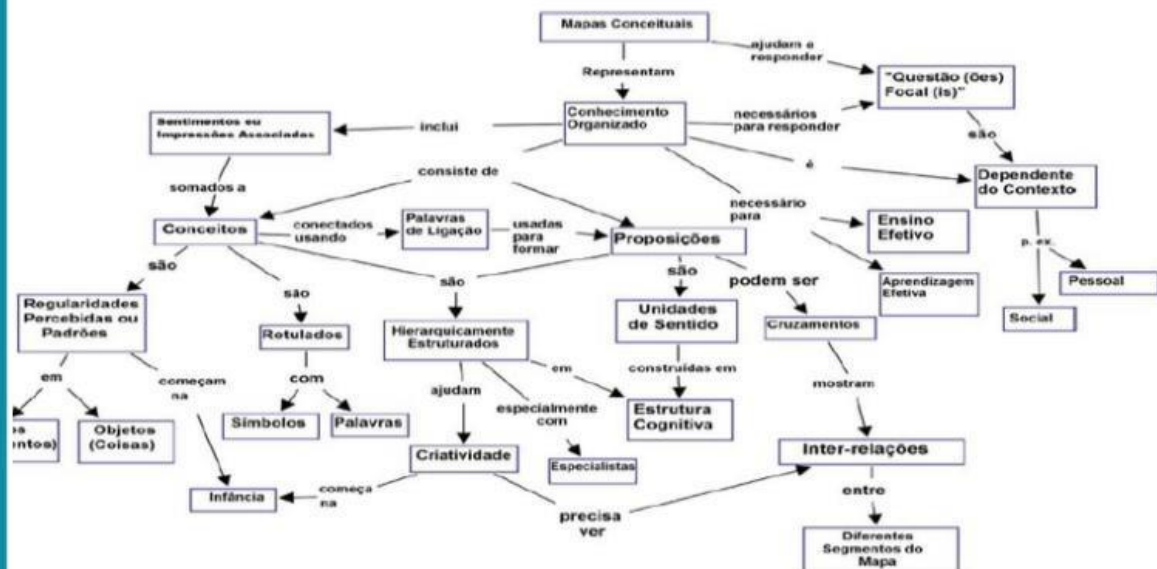 Mapas Conceituais
ajudam a
responder
Representam
"Questão (ões)
Focal (is)"
Sentimentos ou
Impressões Associadas
inclui
Conhecimento
Organizado
necessários
para responder
são
é
consiste de
Dependente
do Contexto
somados a
necessário
para
Conceitos
conectados
usando
Palavras
de Ligação
usadas
para
formar
Proposições
Ensino
Efetivo
p. ex.
são
são
são
são
podem ser
Aprendizagem
Efetiva
Pessoal
Regularidades
Percebidas ou
Padrões
Rotulados
Hierarquicamente
Estruturados
Unidades
de Sentido
Cruzamentos
Social
em
começam
na
com
ajudam
em
construídas em
mostram
especialmente
com
os
entos)
Objetos
(Coisas)
Símbolos
Palavras
Estrutura
Cognitiva
Criatividade
Especialistas
Inter-relações
Infância
começa
na
precisa
ver
entre
Diferentes
Segmentos do
Mapa